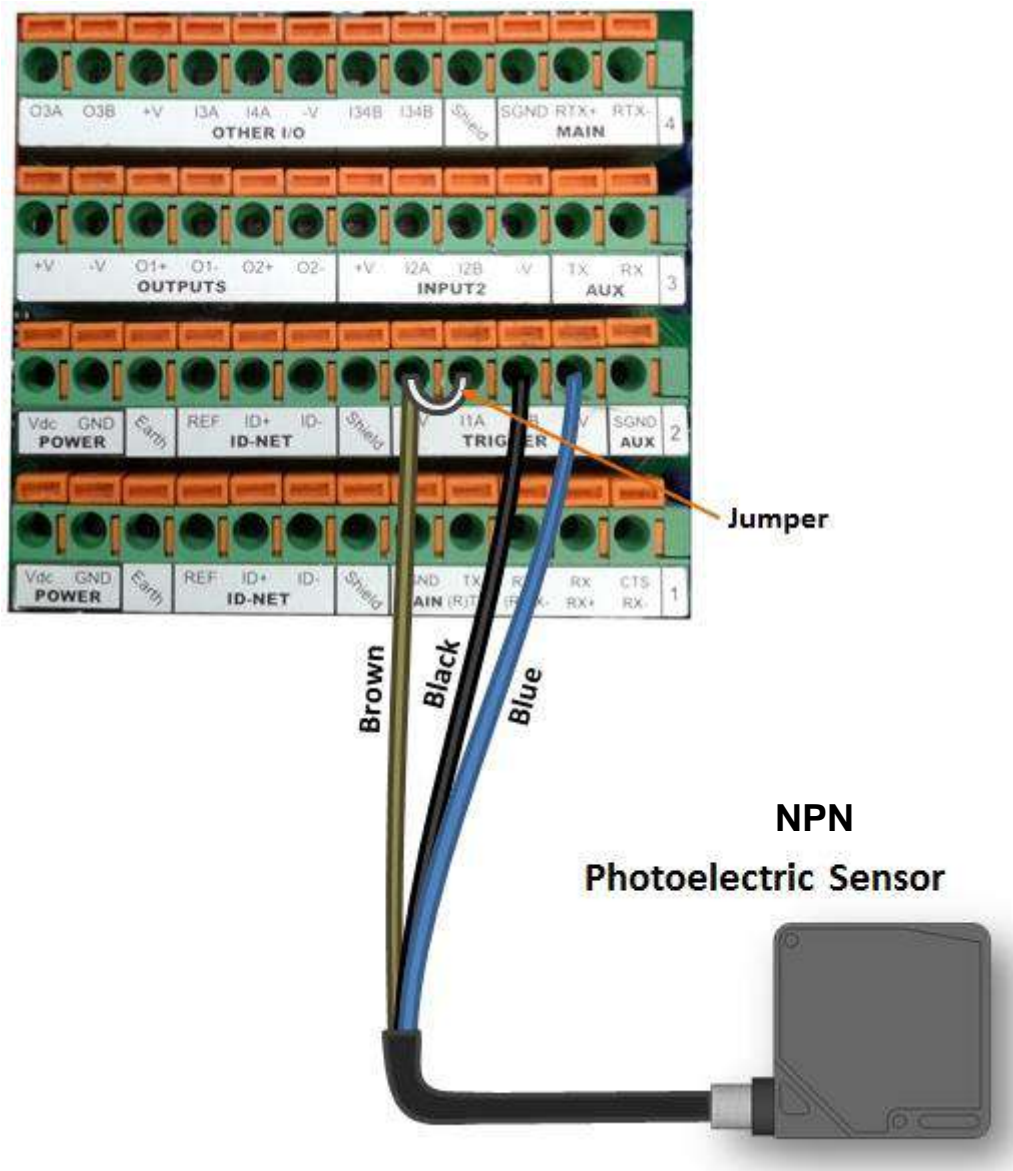 O3A O3B +V I3A I4A -V I34B I34B Shield SGND RTX+ RTX-
OTHER I/O MAIN 4
+V -V O1+ O1- O2+ O2- +V I2A I2B -V TX RX
OUTPUTS INPUT2 AUX 3
Vdc GND Earth REF ID+ ID- Shield V I1A B V SGND
POWER ID-NET TRIGGER AUX 2
Jumper
Vdc GND Earth REF ID+ ID- Shield GND TX RX CTS
POWER ID-NET RX+ RX- 1
Brown
Black
Blue
NPN
Photoelectric Sensor